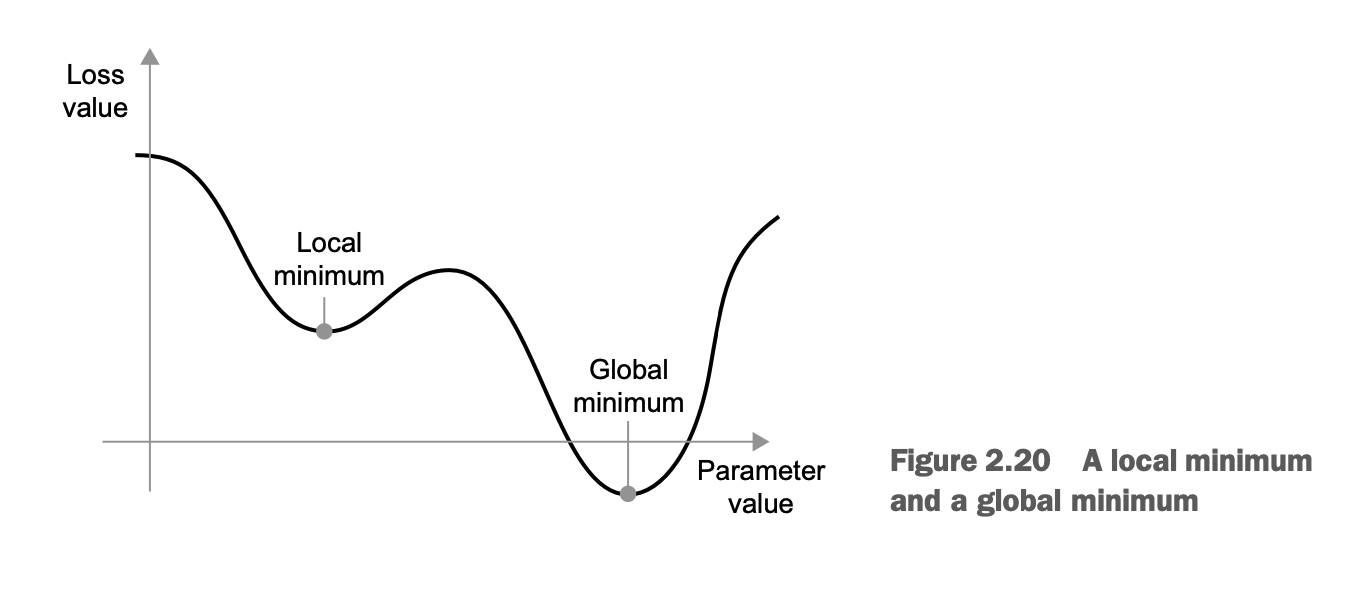 Loss
value
Local
minimum
Global
minimum
Parameter
value
Figure 2.20 A local minimum
and a global minimum